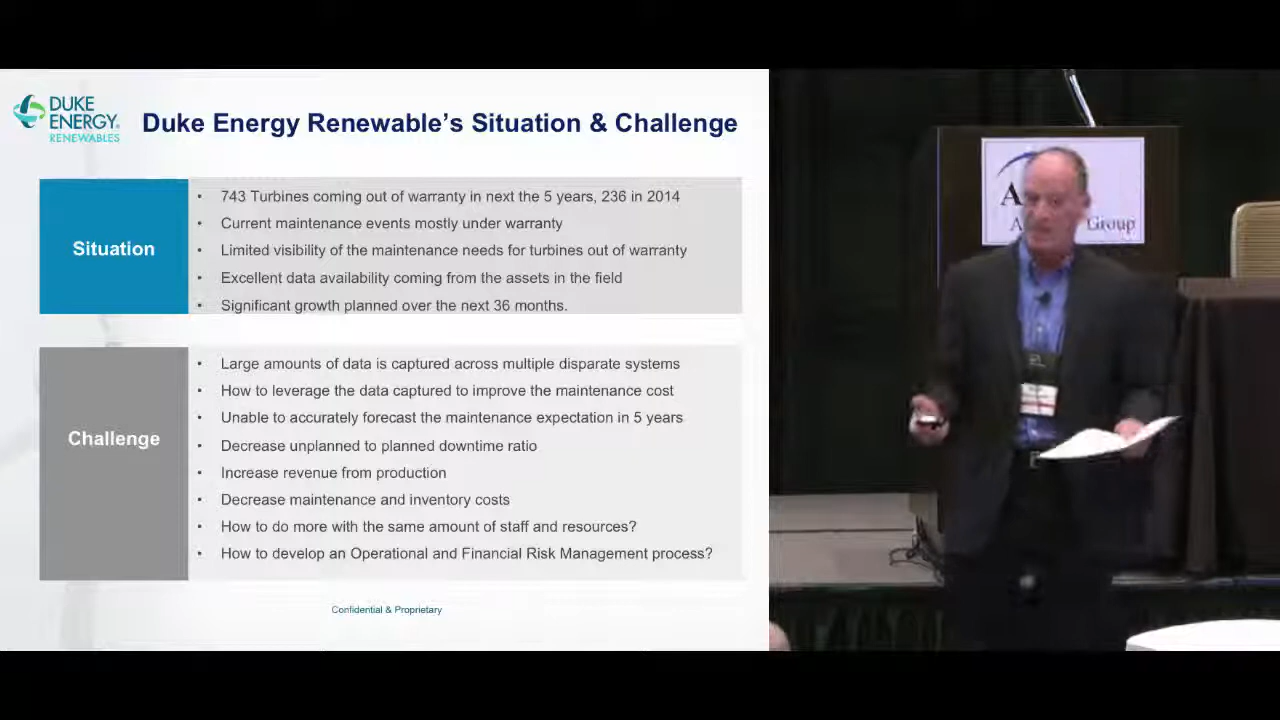 DUKE
ENERGY®
RENEWABLES
Duke Energy Renewable's Situation & Challenge
Situation
• 743 Turbines coming out of warranty in next the 5 years, 236 in 2014
• Current maintenance events mostly under warranty
• Limited visibility of the maintenance needs for turbines out of warranty
• Excellent data availability coming from the assets in the field
• Significant growth planned over the next 36 months.
Challenge
• Large amounts of data is captured across multiple disparate systems
• How to leverage the data captured to improve the maintenance cost
• Unable to accurately forecast the maintenance expectation in 5 years
• Decrease unplanned to planned downtime ratio
• Increase revenue from production
• Decrease maintenance and inventory costs
• How to do more with the same amount of staff and resources?
• How to develop an Operational and Financial Risk Management process?
Confidential & Proprietary
Group